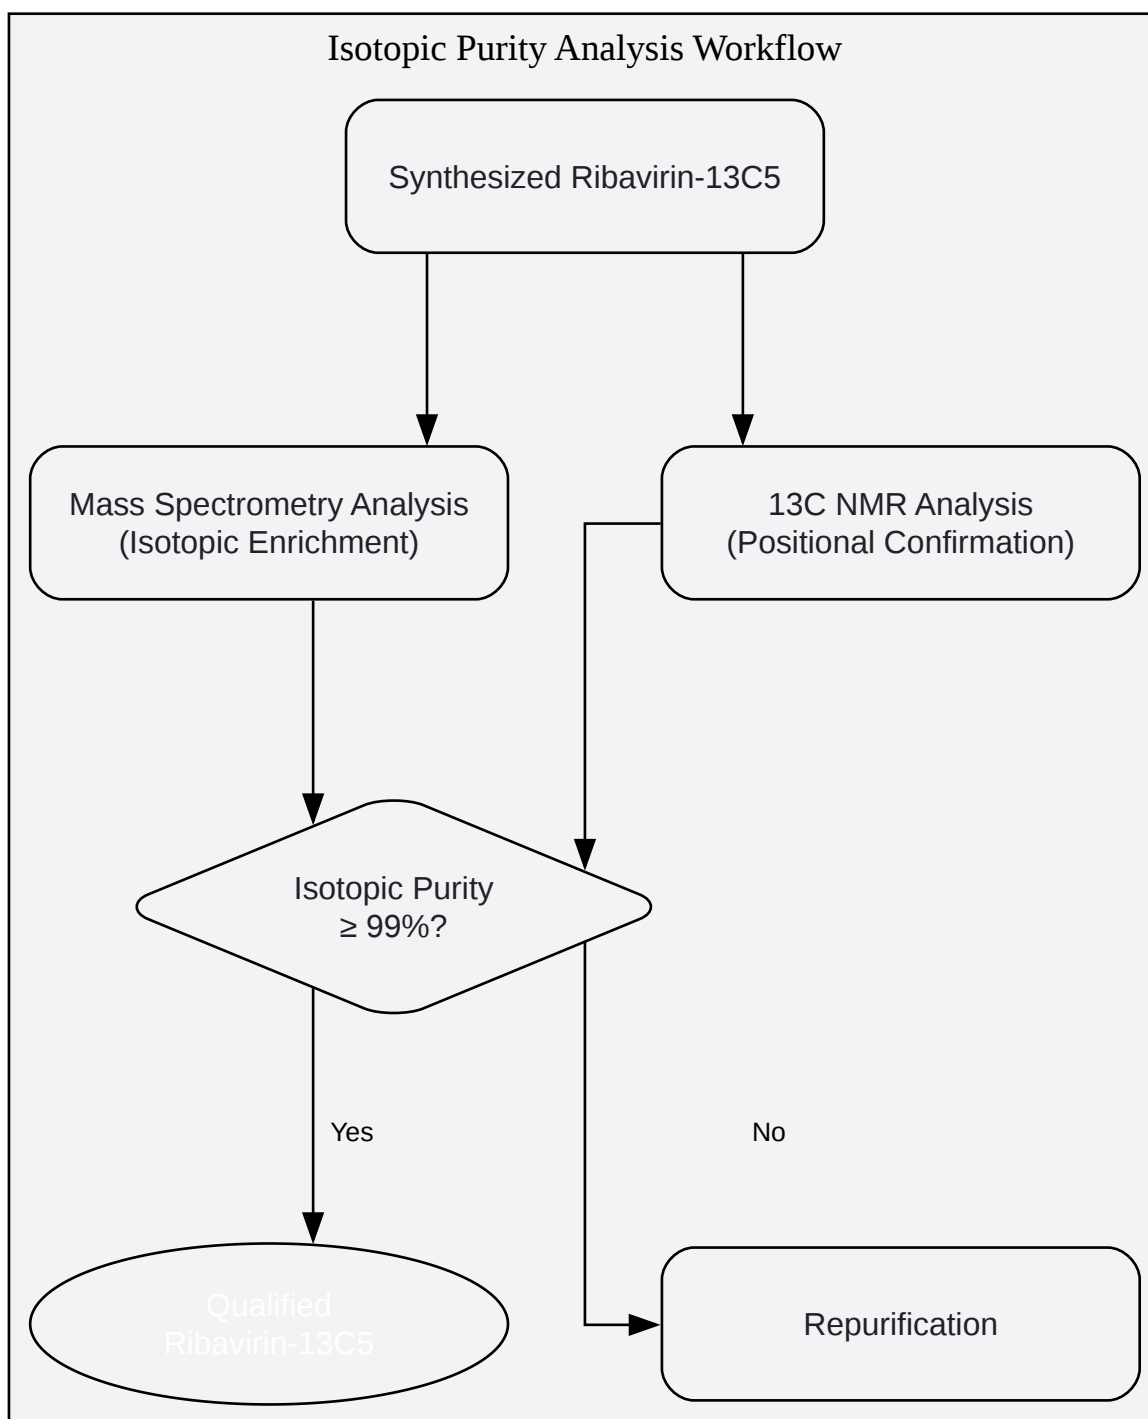 Isotopic Purity Analysis Workflow
Synthesized Ribavirin-13C5
Mass Spectrometry Analysis
(Isotopic Enrichment)
13C NMR Analysis
(Positional Confirmation)
Isotopic Purity
≥ 99%?
Yes
No
Qualified
Ribavirin-13C5
Repurification